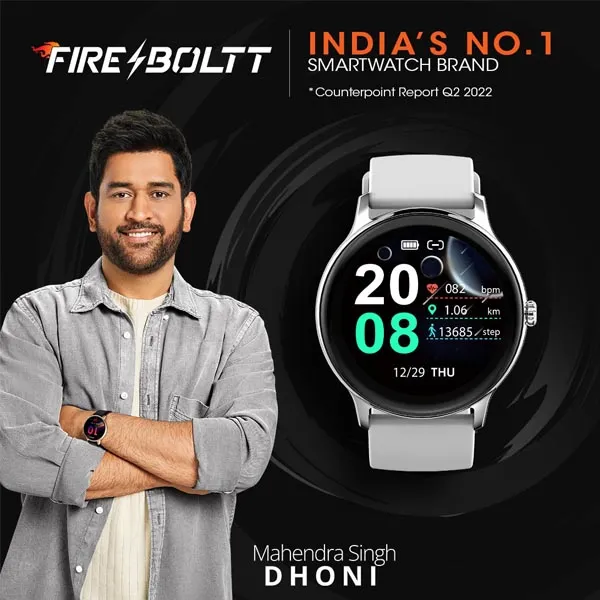 FIRE BOLTT
INDIA'S NO.1
SMARTWATCH BRAND
*Counterpoint Report Q2 2022
20
08
082 bpm
1.06 km
13685 /step
12/29 THU
Mahendra Singh
DHONI